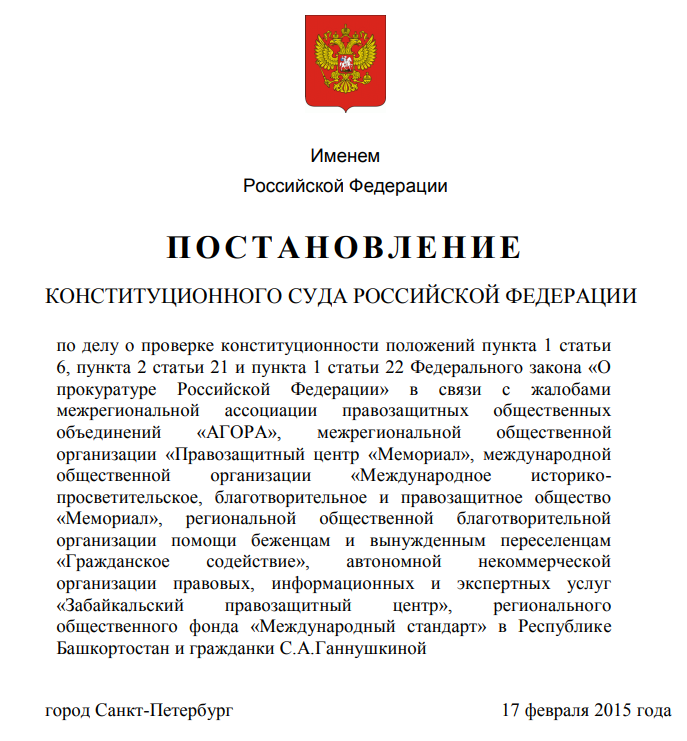 Именем
Российской Федерации
ПОСТАНОВЛЕНИЕ
КОНСТИТУЦИОННОГО СУДА РОССИЙСКОЙ ФЕДЕРАЦИИ
по делу о проверке конституционности положений пункта 1 статьи
6, пункта 2 статьи 21 и пункта 1 статьи 22 Федерального закона «О
прокуратуре Российской Федерации» в связи с жалобами
межрегиональной ассоциации правозащитных общественных
объединений «АГОРА», межрегиональной общественной
организации «Правозащитный центр «Мемориал», международной
общественной организации «Международное историко-
просветительское, благотворительное и правозащитное общество
«Мемориал», региональной общественной благотворительной
организации помощи беженцам и вынужденным переселенцам
«Гражданское содействие», автономной некоммерческой
организации правовых, информационных и экспертных услуг
«Забайкальский правозащитный центр», регионального
общественного фонда «Международный стандарт» в Республике
Башкортостан и гражданки С.А.Ганнушкиной
город Санкт-Петербург 17 февраля 2015 года